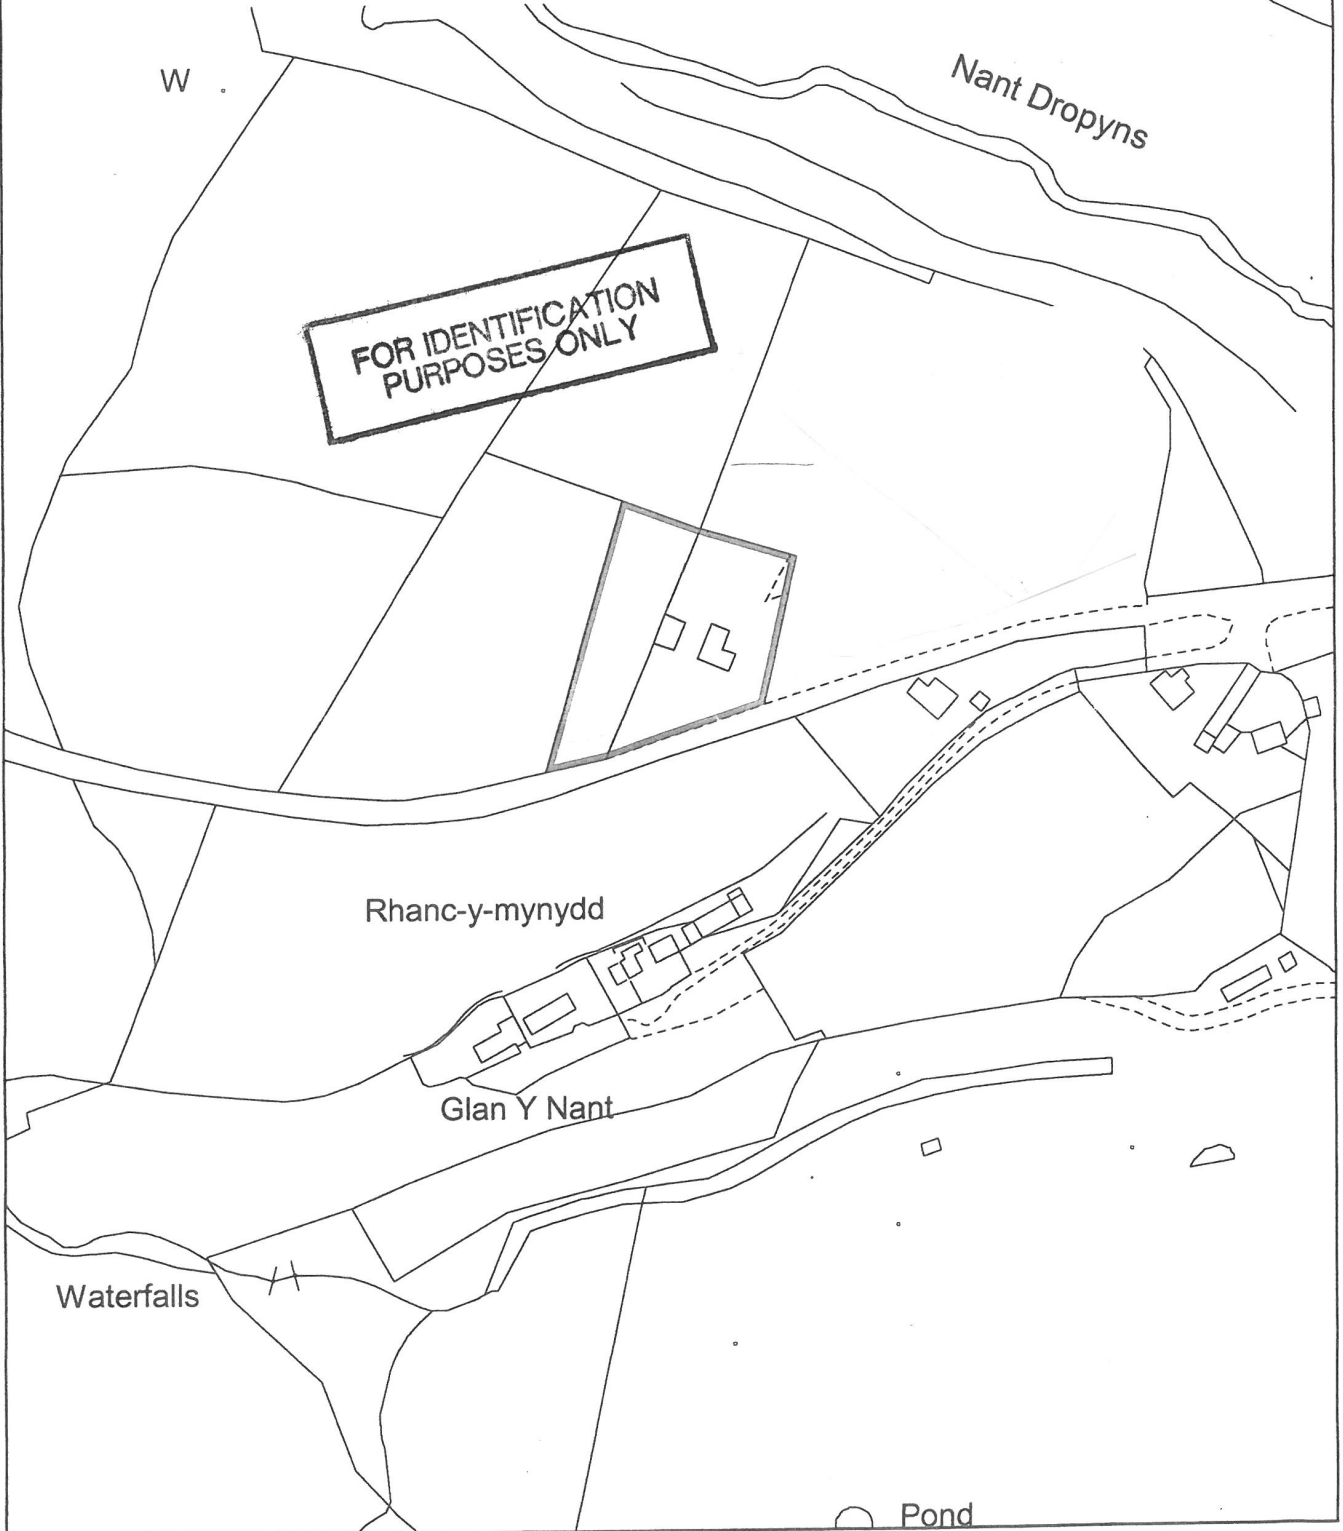 W
Nant Dropyns
FOR IDENTIFICATION
PURPOSES ONLY
Rhanc-y-mynydd
Glan Y Nant
Waterfalls
Pond